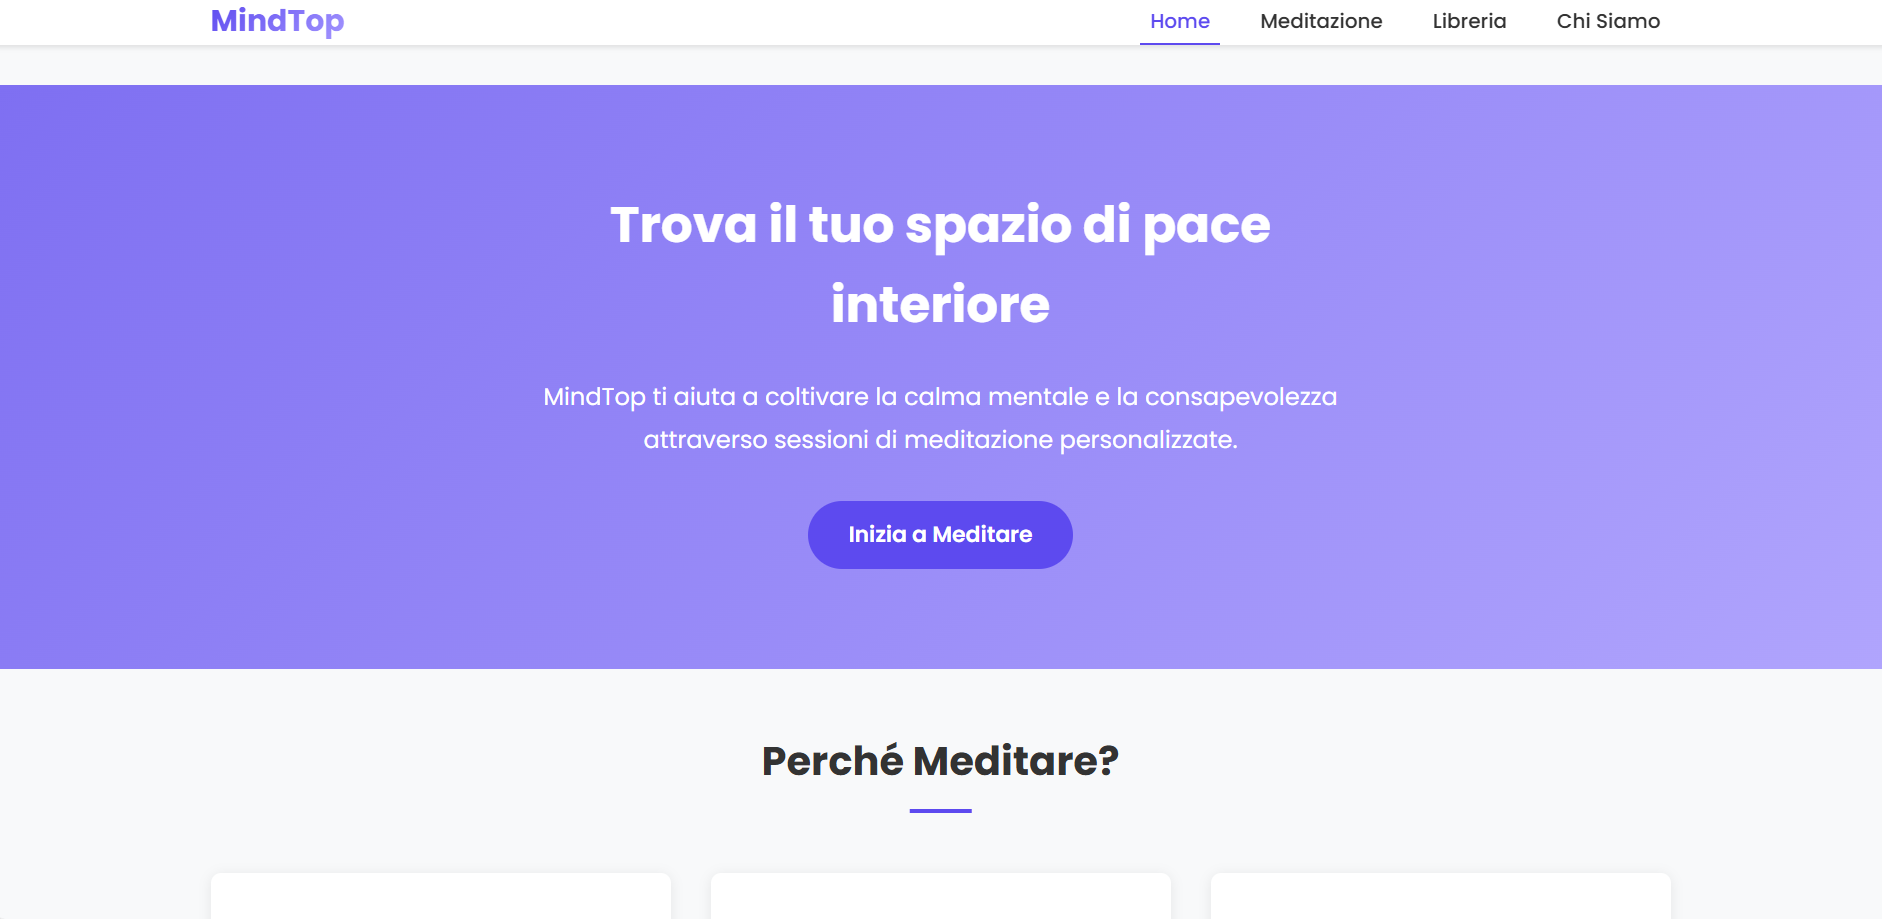 MindTop
Home
Meditazione
Libreria
Chi Siamo
Trova il tuo spazio di pace
interiore
MindTop ti aiuta a coltivare la calma mentale e la consapevolezza
attraverso sessioni di meditazione personalizzate.
Inizia a Meditare
Perché Meditare?